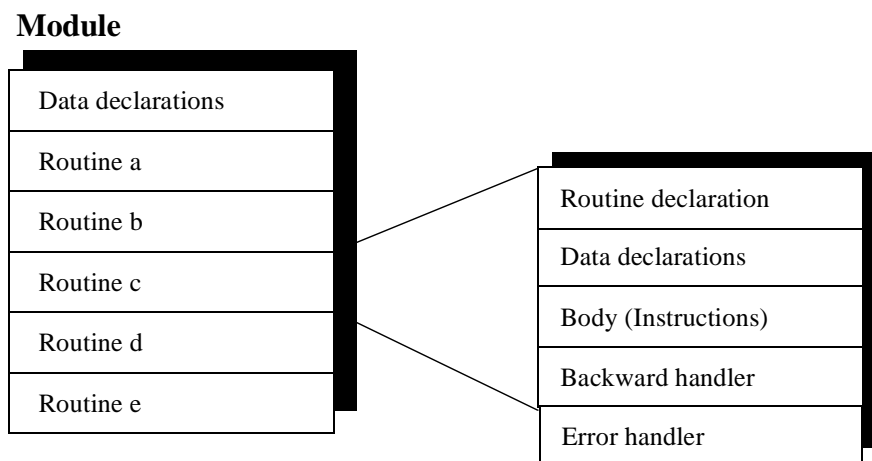 Module
Data declarations
Routine a
Routine b
Routine c
Routine d
Routine e
Routine declaration
Data declarations
Body (Instructions)
Backward handler
Error handler